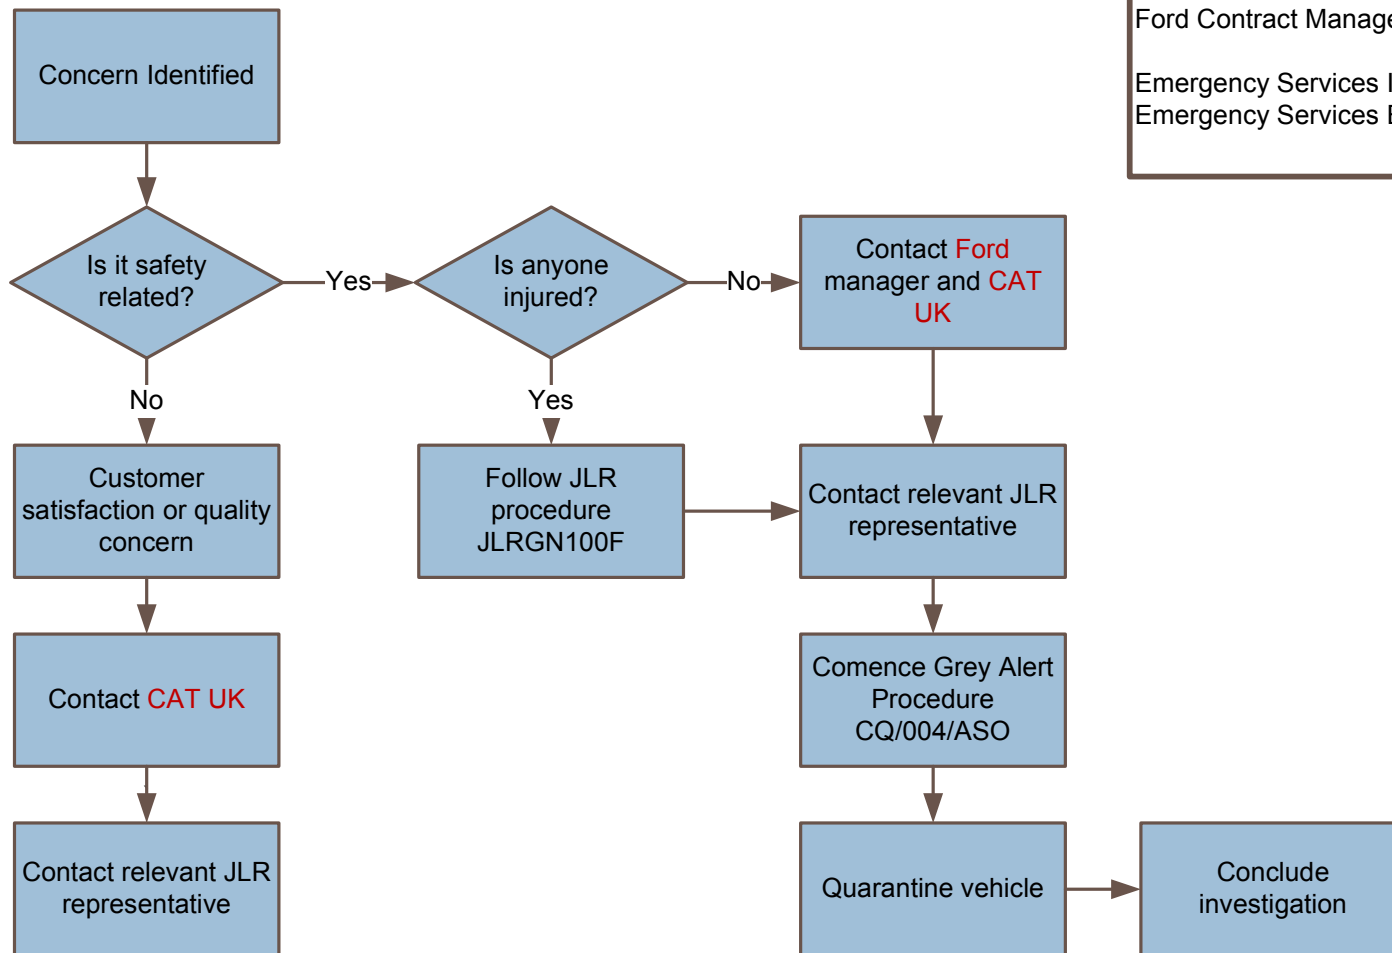 Ford Contract Manage
Emergency Services
Emergency Services
Concern Identified
Is it safety
related?
Yes
Is anyone
injured?
No
Contact Ford
manager and CAT
UK
No
Yes
Customer
satisfaction or quality
concern
Follow JLR
procedure
JLRGN100F
Contact relevant JLR
representative
Contact CAT UK
Comence Grey Alert
Procedure
CQ/004/ASO
Contact relevant JLR
representative
Quarantine vehicle
Conclude
investigation